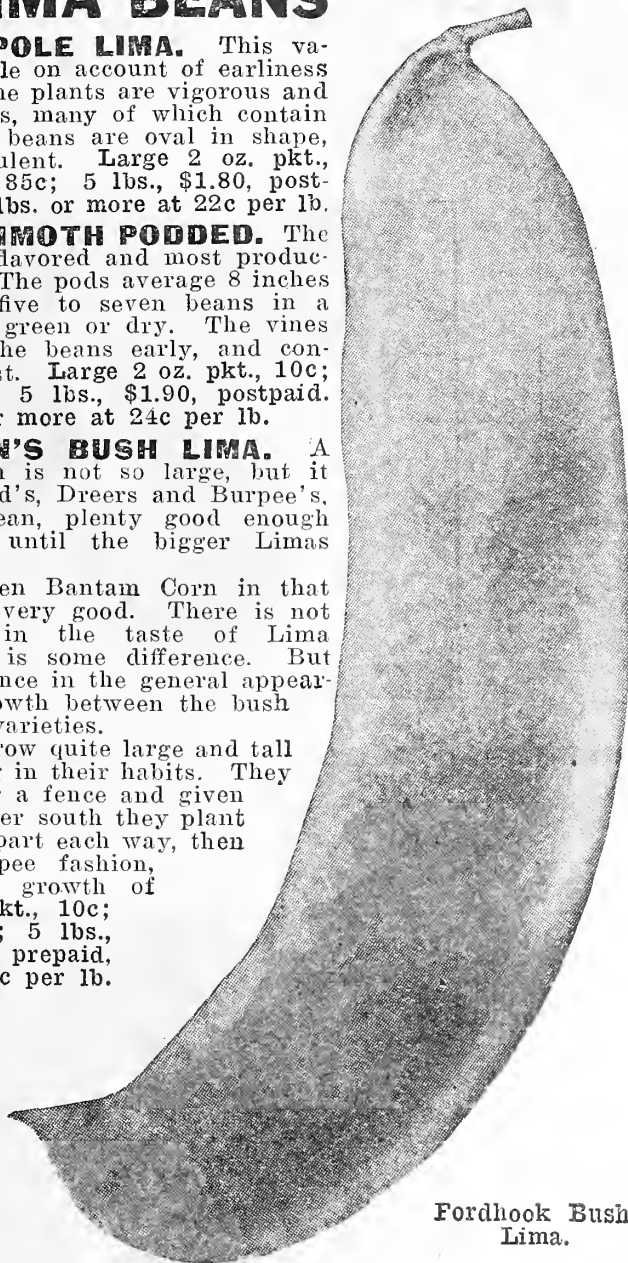 IMA BEANS
POLE LIMA. This va-
le on account of earliness
he plants are vigorous and
s, many of which contain
beans are oval in shape,
ulent. Large 2 oz. pkt.,
85c; 5 lbs., $1.80, post-
lbs. or more at 22c per lb.
MMOTH PODDED. The
flavored and most produc-
The pods average 8 inches
five to seven beans in a
green or dry. The vines
he beans early, and con-
st. Large 2 oz. pkt., 10c;
5 lbs., $1.90, postpaid.
r more at 24c per lb.
N'S BUSH LIMA. A
n is not so large, but it
d's, Dreers and Burpee's,
ean, plenty good enough
until the bigger Limas
en Bantam Corn in that
very good. There is not
in the taste of Lima
is some difference. But
nce in the general appear-
owth between the bush
varieties.
row quite large and tall
r in their habits. They
r a fence and given
er south they plant
part each way, then
pee fashion,
growth of
kt., 10c;
; 5 lbs.,
prepaid,
c per lb.
Fordhook Bush
Lima.